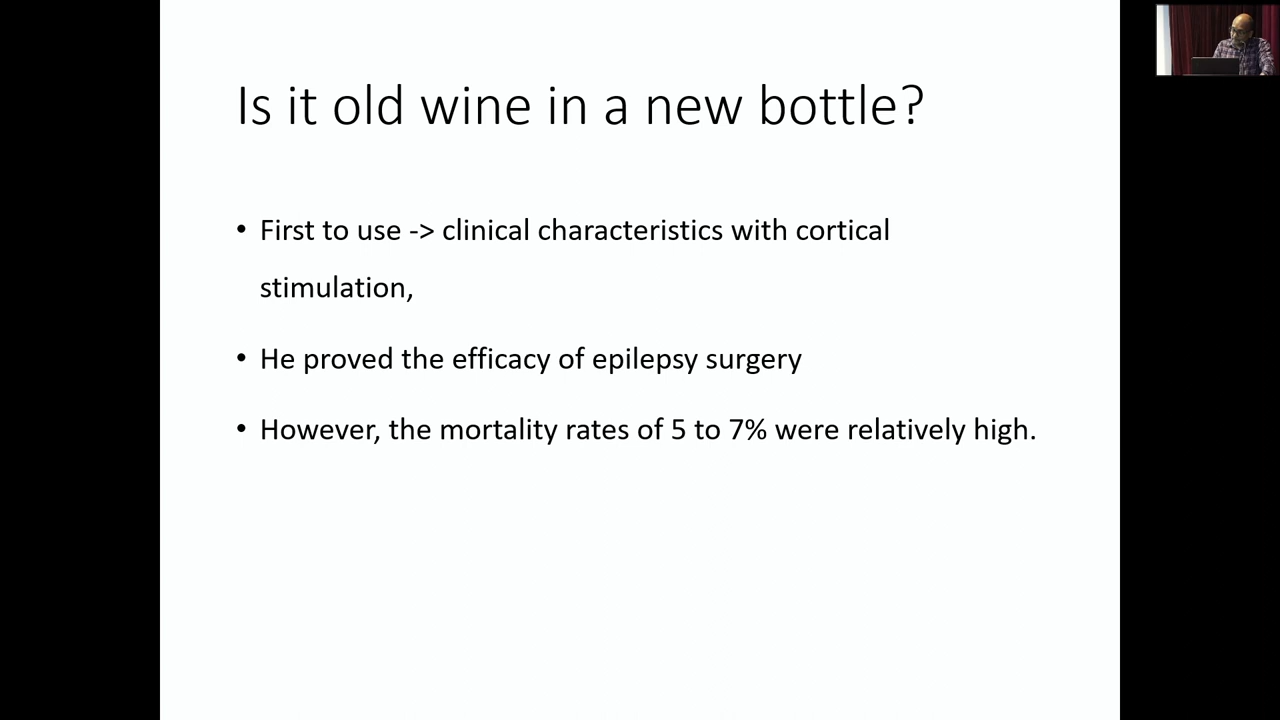 Is it old wine in a new bottle?
• First to use -> clinical characteristics with cortical
stimulation,
• He proved the efficacy of epilepsy surgery
• However, the mortality rates of 5 to 7% were relatively high.